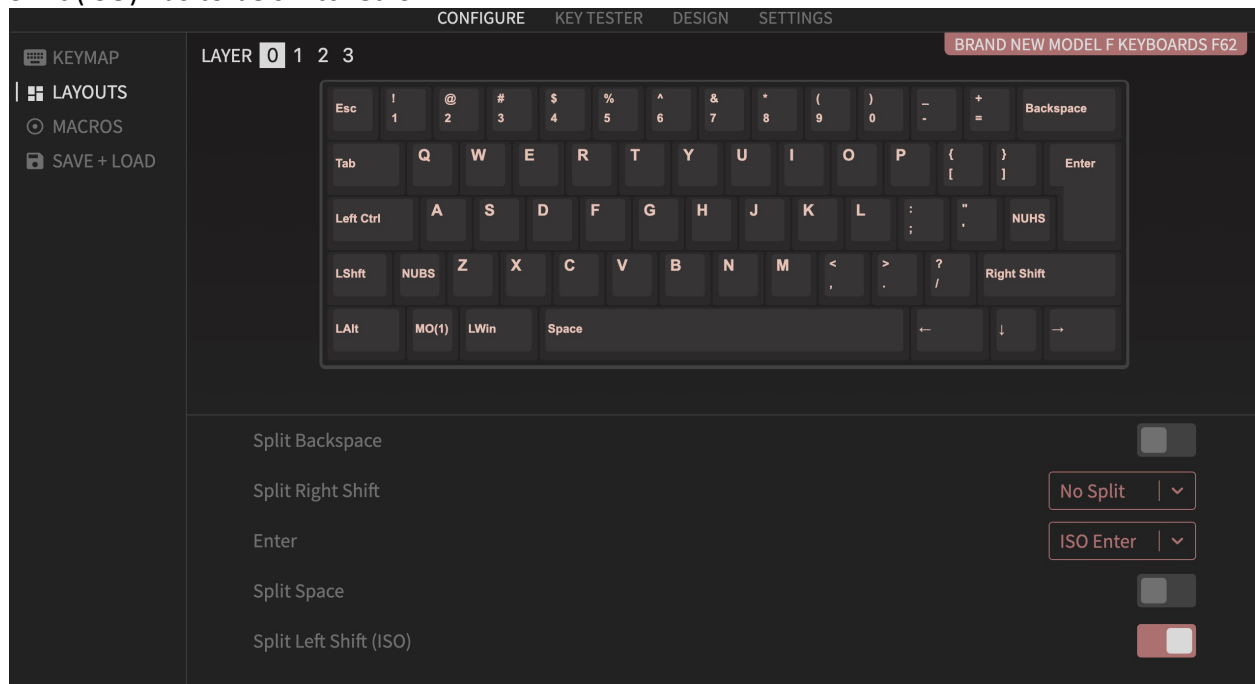 CONFIGURE KEY TESTER DESIGN SETTINGS
KEYMAP
LAYOUTS
MACROS
SAVE + LOAD
LAYER 0 1 2 3
BRAND NEW MODEL F KEYBOARDS F62
Esc ! 1 @ 2 # 3 $ 4 % 5 ^ 6 & 7 * 8 ( 9 ) 0 _ - + = Backspace
Tab Q W E R T Y U I O P { [ } ] Enter
Left Ctrl A S D F G H J K L : ; " ' NUHS
LShft NUBS Z X C V B N M < , > . ? / Right Shift
LAlt MO(1) LWin Space ← ↓ →
Split Backspace
Split Right Shift No Split
Enter ISO Enter
Split Space
Split Left Shift (ISO)